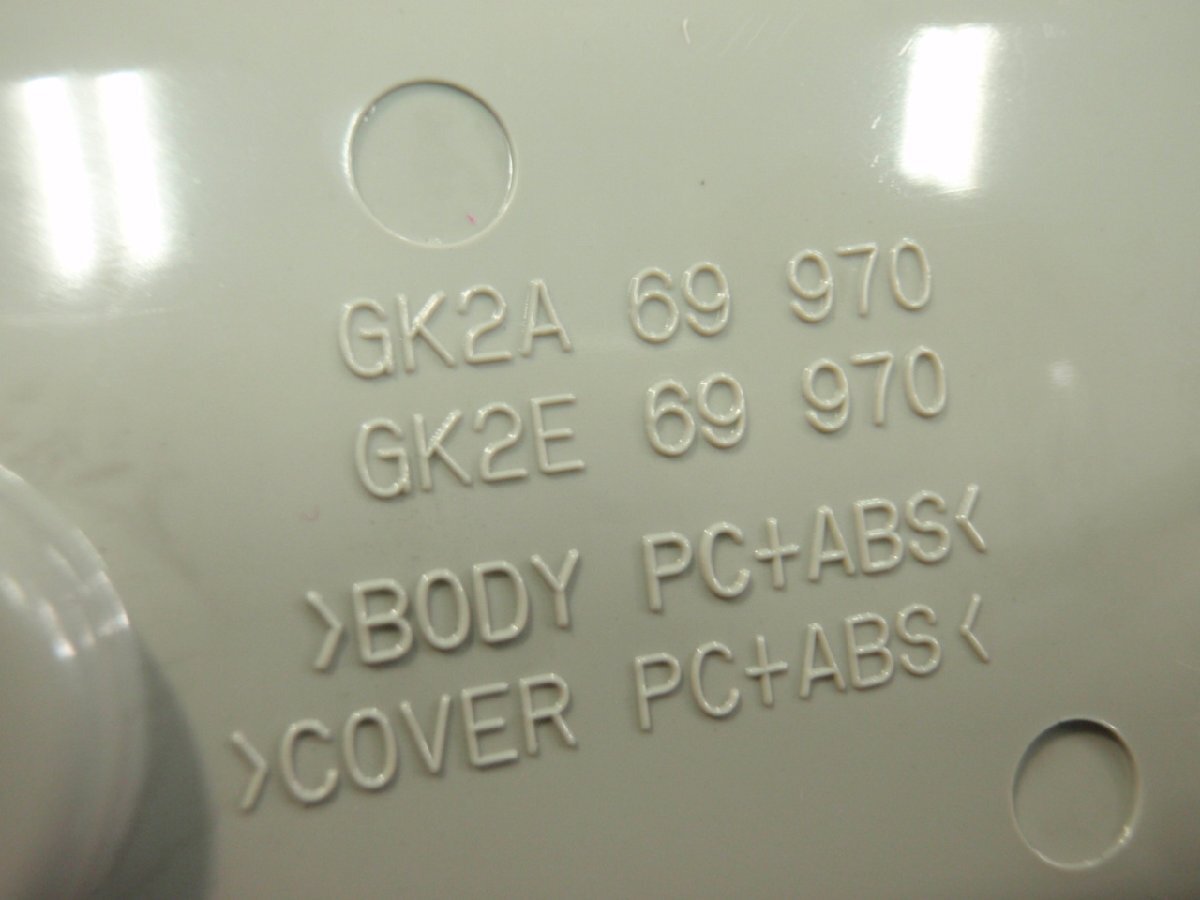 GK2A 69 970
GK2E 69 970
>BODY PC+ABS<
>COVER PC+ABS<